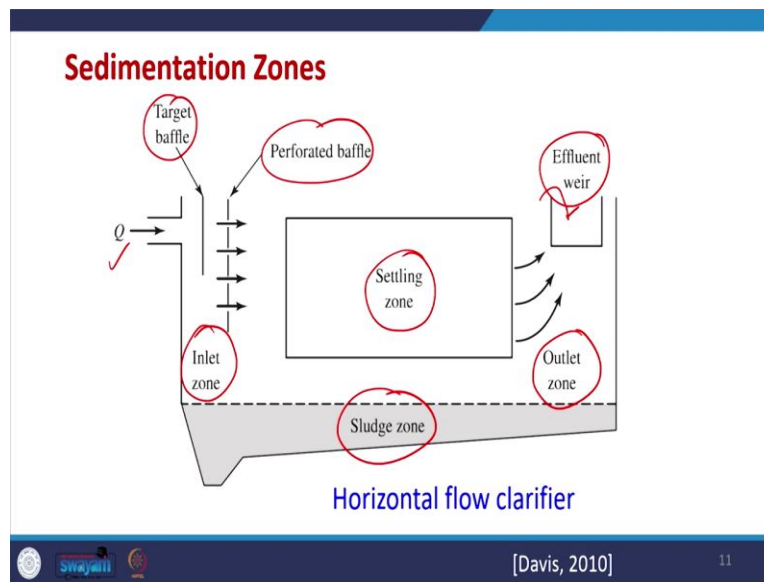 Sedimentation Zones
Target
baffle
Perforated baffle
Effluent
weir
Q
Settling
zone
Inlet
zone
Outlet
zone
Sludge zone
Horizontal flow clarifier
swayam
[Davis, 2010]
11